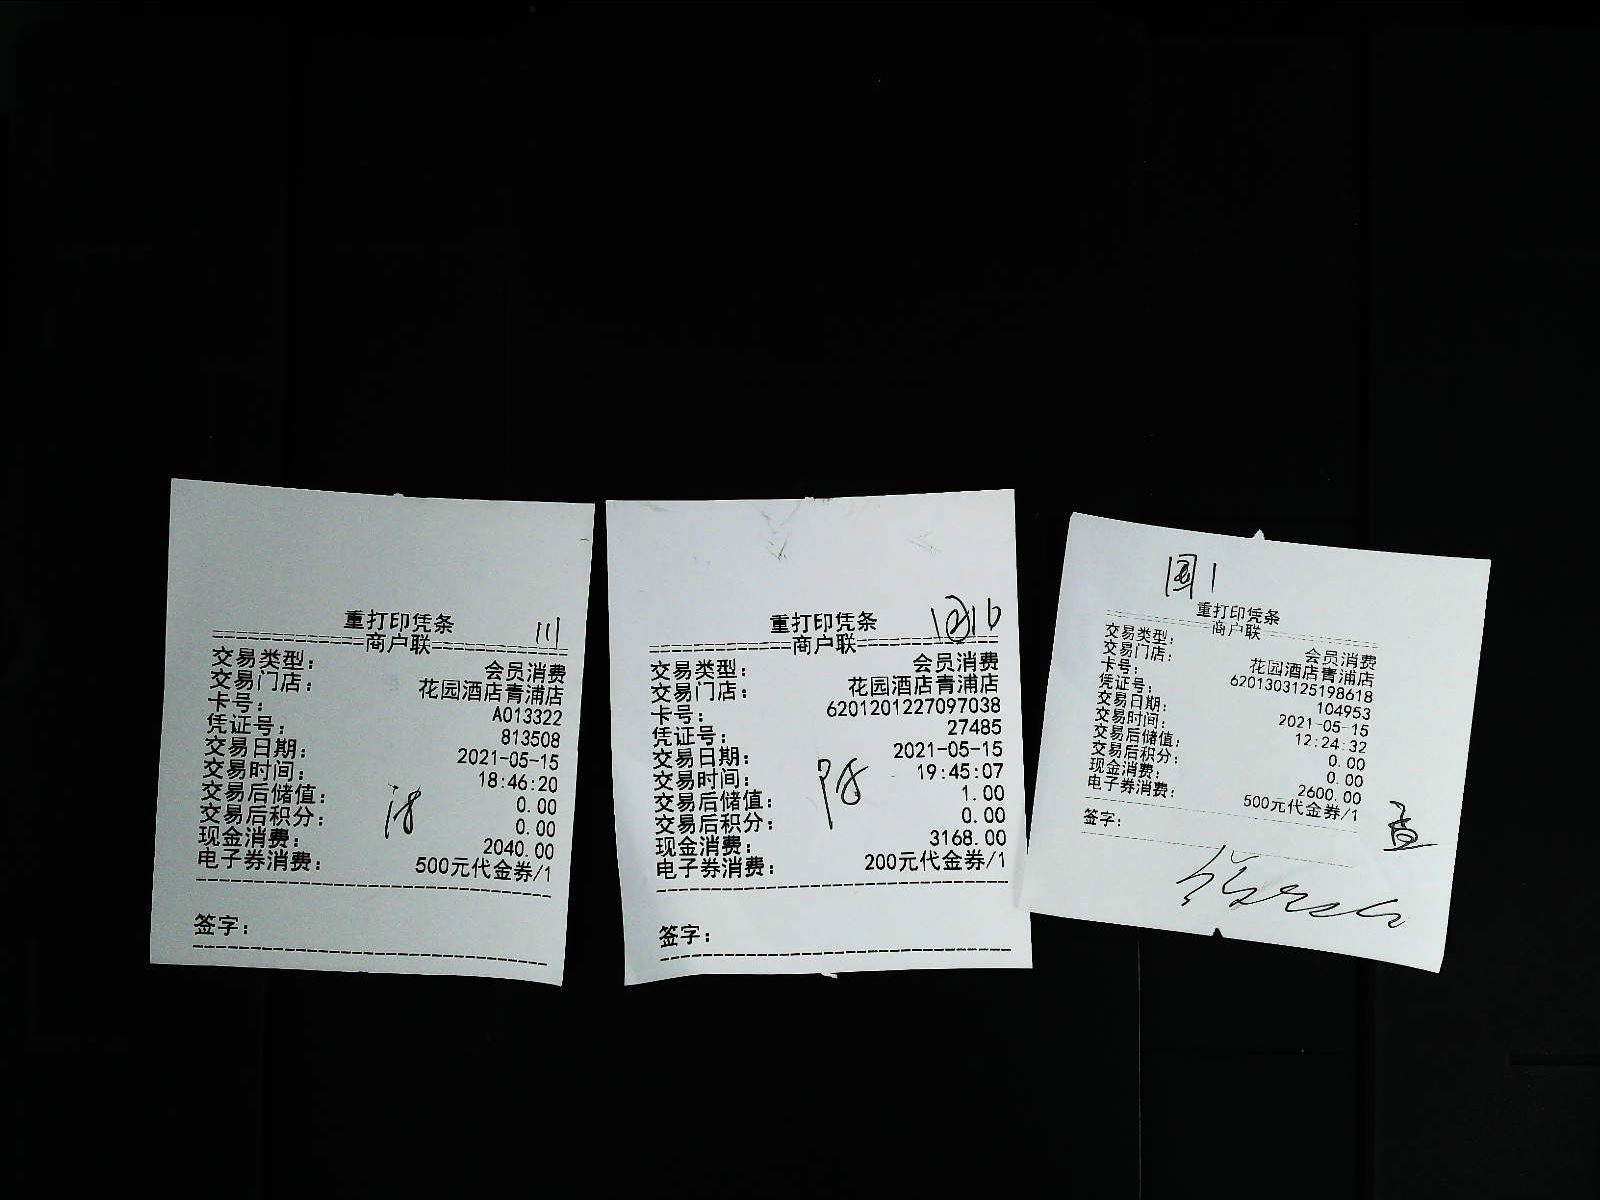 重打印凭条
111
商户联
交易类型： 会员消费
交易门店： 花园酒店青浦店
卡号： A013322
凭证号： 813508
交易日期： 2021-05-15
交易时间： 18:46:20
交易后储值： 0.00
交易后积分： 0.00
现金消费： 2040.00
电子券消费： 500元代金券/1
签字：
重打印凭条
商户联
交易类型： 会员消费
交易门店： 花园酒店青浦店
卡号： 6201201227097038
凭证号： 27485
交易日期： 2021-05-15
交易时间： 19:45:07
交易后储值： 1.00
交易后积分： 0.00
现金消费： 3168.00
电子券消费： 200元代金券/1
签字：
重打印凭条
商户联
交易类型： 会员消费
交易门店： 花园酒店青浦店
卡号： 6201303125198618
凭证号： 104953
交易日期： 2021-05-15
交易时间： 12:24:32
交易后储值： 0.00
交易后积分： 0.00
现金消费： 2600.00
电子券消费： 500元代金券/1
签字：